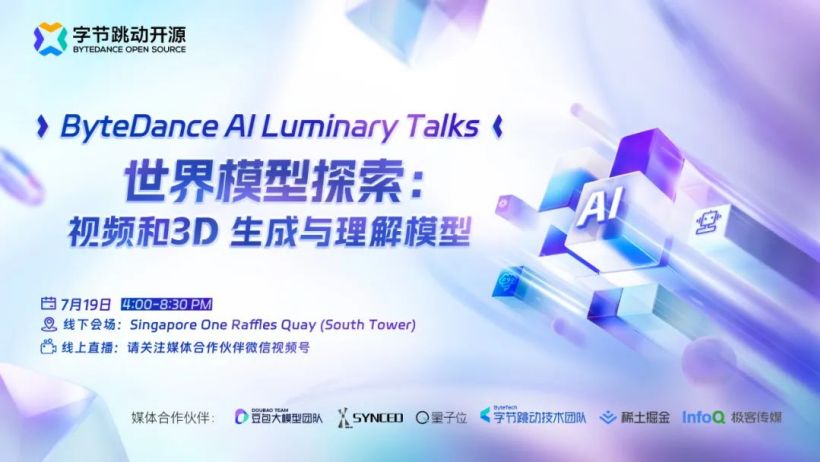 字节跳动开源
BYTEDANCE OPEN SOURCE
ByteDance AI Luminary Talks
世界模型探索：
视频和3D 生成与理解模型
AI
7月19日 4:00-8:30 PM
线下会场：Singapore One Raffles Quay (South Tower)
线上直播：请关注媒体合作伙伴微信视频号
媒体合作伙伴： DOUBAO TEAM 豆包大模型团队 SYNCED 量子位 ByteTech 字节跳动技术团队 稀土掘金 InfoQ 极客传媒